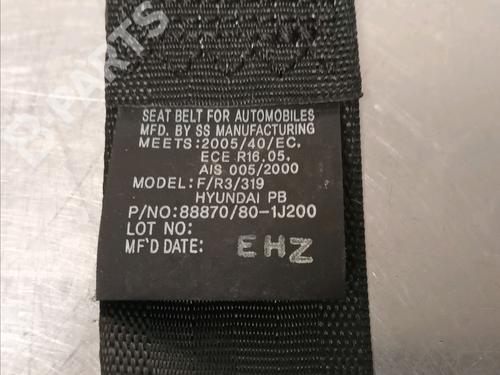 SEAT BELT FOR AUTOMOBILES
MFD. BY SS MANUFACTURING
MEETS:2005/40/EC.
ECE R16.05.
AIS 005/2000
MODEL: F/R3/319
HYUNDAI PB
P/NO:88870/80-1J200
LOT NO:
MF'D DATE: EHZ